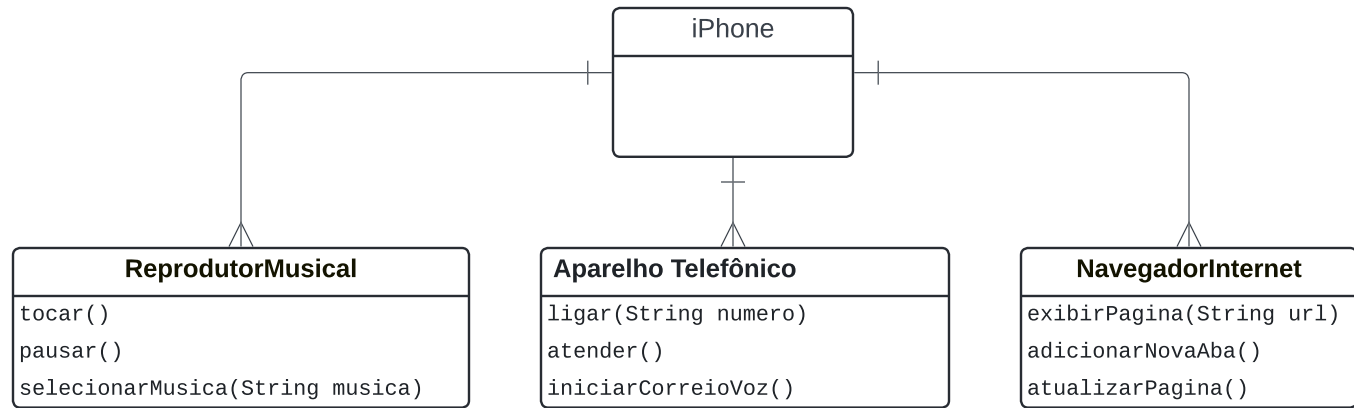 iPhone
ReprodutorMusical
tocar()
pausar()
selecionarMusica(String musica)
Aparelho Telefônico
ligar(String numero)
atender()
iniciarCorreioVoz()
NavegadorInternet
exibirPagina(String url)
adicionarNovaAba()
atualizarPagina()